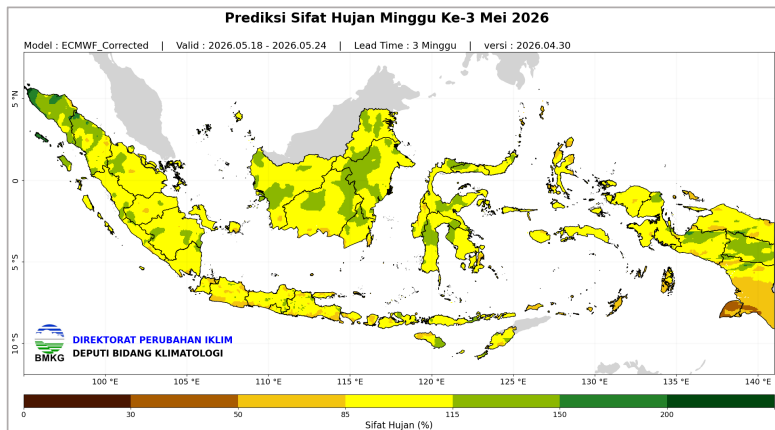 Prediksi Sifat Hujan Minggu Ke-3 Mei 2026
Model : ECMWF_Corrected | Valid : 2026.05.18 - 2026.05.24 | Lead Time : 3 Minggu | versi : 2026.04.30
5 °N
0
5 °S
10 °S
BMKG
DIREKTORAT PERUBAHAN IKLIM
DEPUTI BIDANG KLIMATOLOGI
100 °E 105 °E 110 °E 115 °E 120 °E 125 °E 130 °E 135 °E 140 °E
0 30 50 85 115 150 200
Sifat Hujan (%)